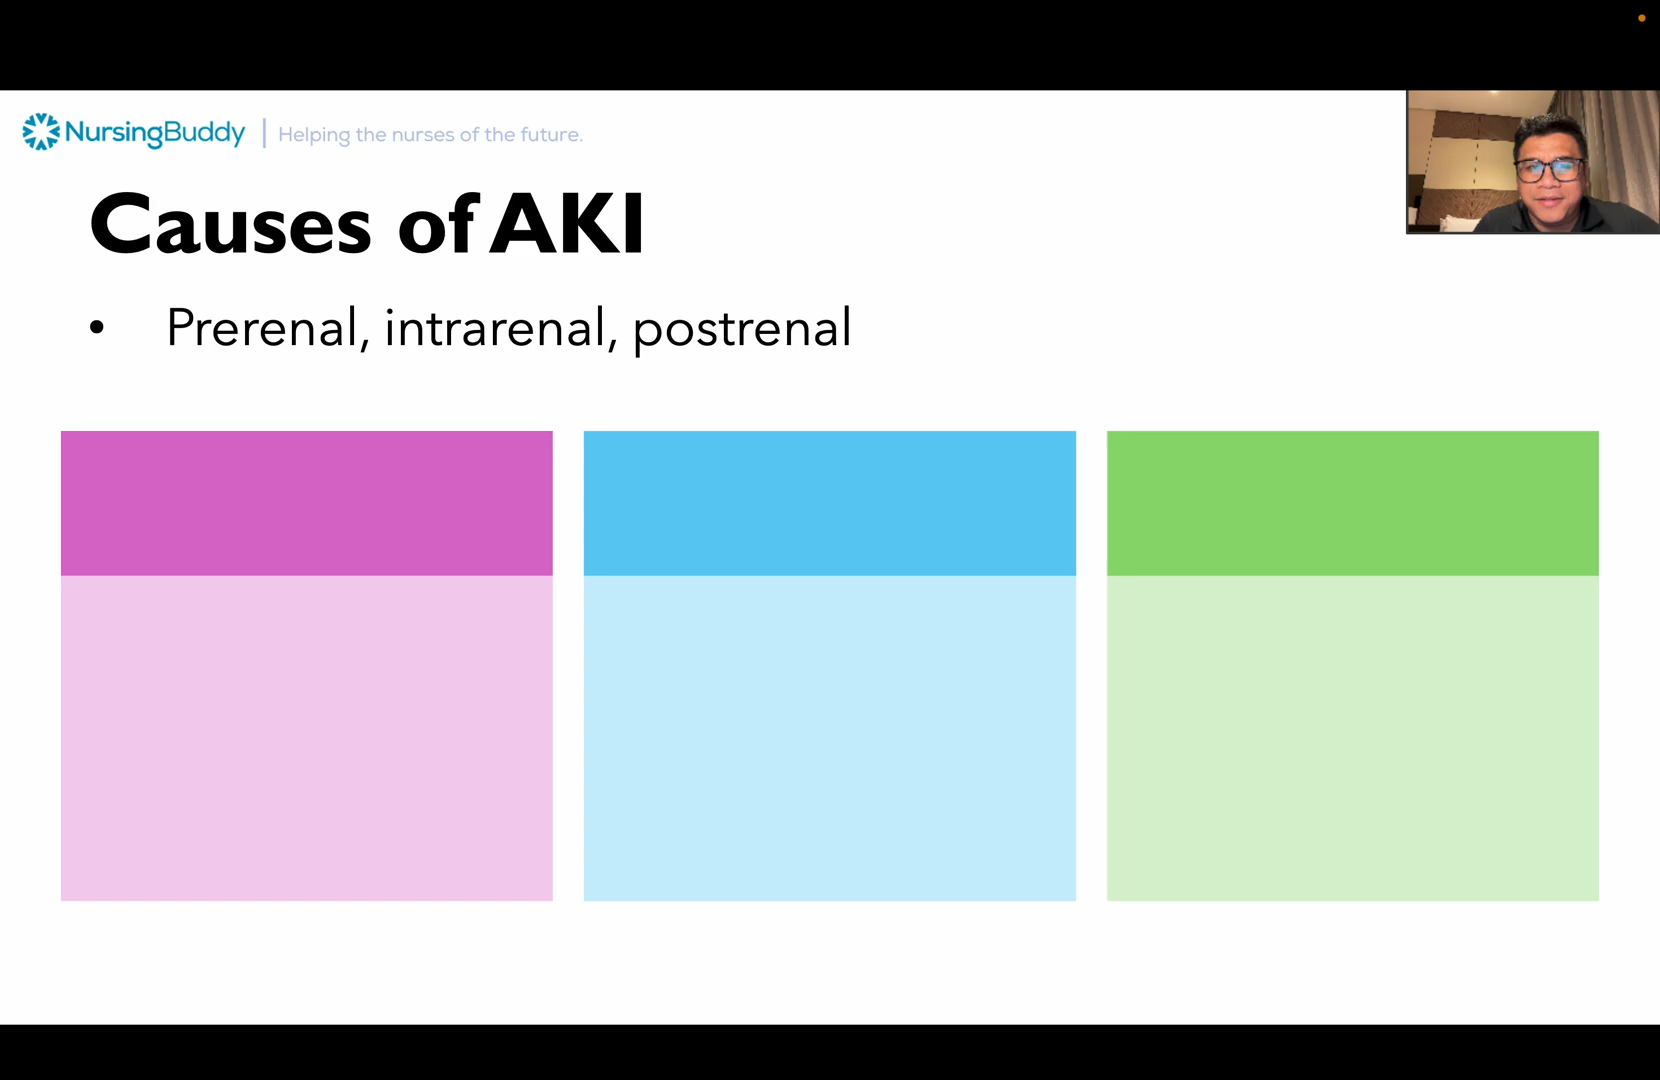 NursingBuddy | Helping the nurses of the future.
Causes of AKI
• Prerenal, intrarenal, postrenal